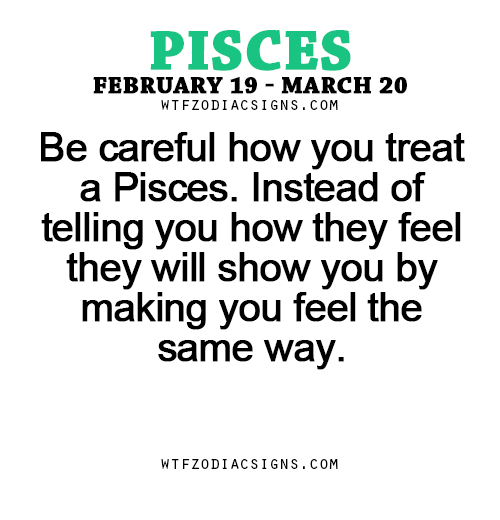 PISCES
FEBRUARY 19 - MARCH 20
WTFZODIACSIGNS.COM
Be careful how you treat
a Pisces. Instead of
telling you how they feel
they will show you by
making you feel the
same way.
WTFZODIACSIGNS.COM